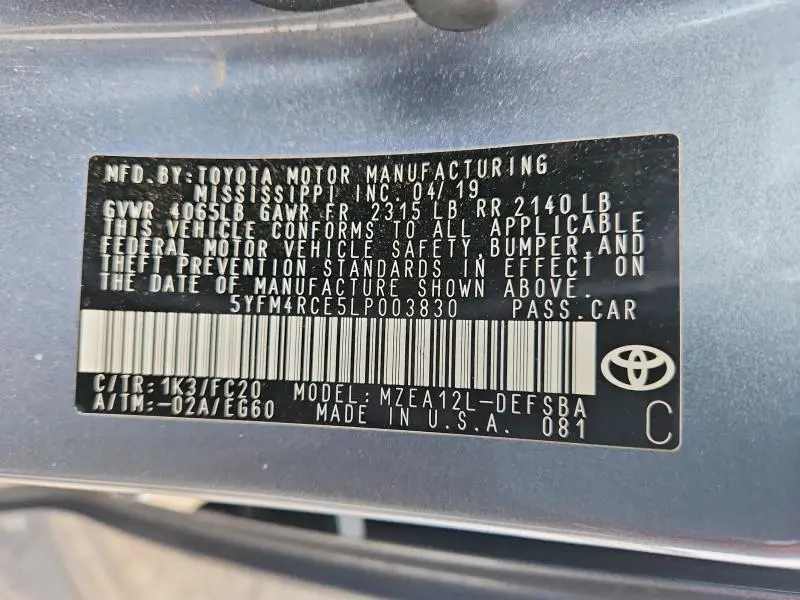 MFD.BY:TOYOTA MOTOR MANUFACTURING
MISSISSIPPI INC. 04/19
GVWR 4065LB GAWR FR 2315 LB RR 2140 LB
THIS VEHICLE CONFORMS TO ALL APPLICABLE
FEDERAL MOTOR VEHICLE SAFETY,BUMPER,AND
THEFT PREVENTION STANDARDS IN EFFECT ON
THE DATE OF MANUFACTURE SHOWN ABOVE.
5YFM4RCE5LP003830 PASS.CAR
C/TR:1K3/FC20 MODEL:MZEA12L-DEFSBA
A/TM:-02A/EG60 MADE IN U.S.A. 081 C